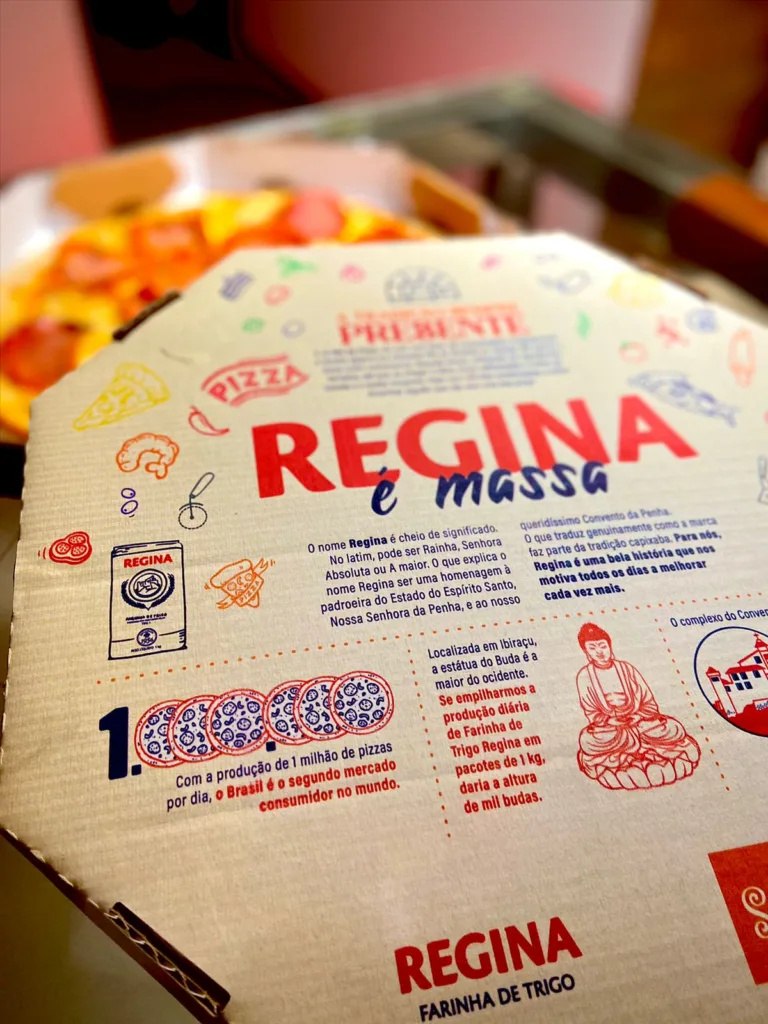 PRESENTE
PIZZA
REGINA
é massa
O nome Regina é cheio de significado.
No latim, pode ser Rainha, Senhora
Absoluta ou A maior. O que explica o
nome Regina ser uma homenagem à
padroeira do Estado do Espírito Santo,
Nossa Senhora da Penha, e ao nosso
queridíssimo Convento da Penha.
O que traduz genuinamente como a marca
faz parte da tradição capixaba. Para nós,
Regina é uma bela história que nos
motiva todos os dias a melhorar
cada vez mais.
REGINA
FARINHA DE TRIGO
PIZZA
1.
Com a produção de 1 milhão de pizzas
por dia, o Brasil é o segundo mercado
consumidor no mundo.
Localizada em Ibiraçu,
a estátua do Buda é a
maior do ocidente.
Se empilharmos a
produção diária
de Farinha de
Trigo Regina em
pacotes de 1 kg,
daria a altura
de mil budas.
O complexo do
REGINA
FARINHA DE TRIGO